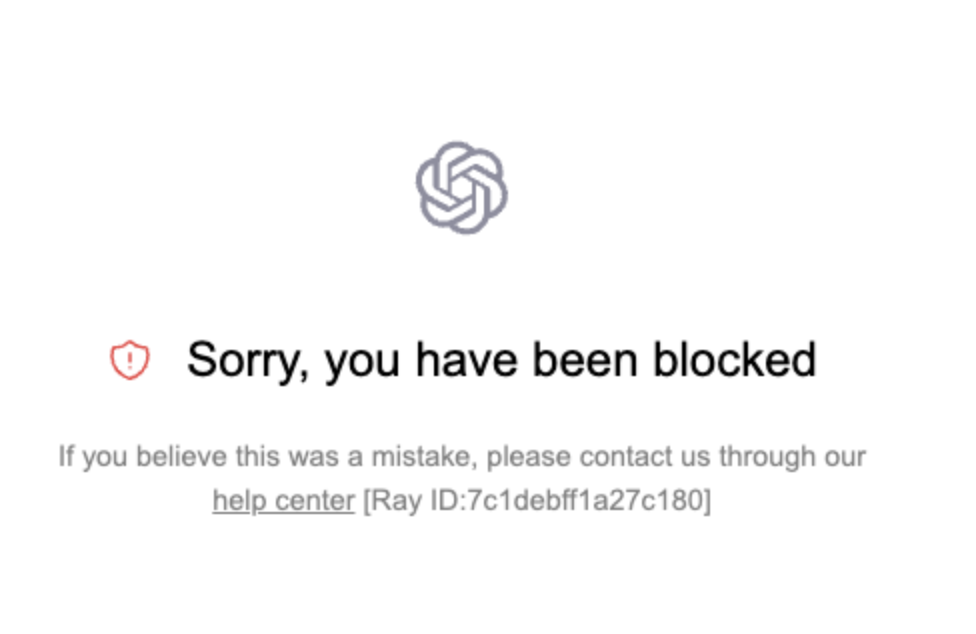 Sorry, you have been blocked
If you believe this was a mistake, please contact us through our
help center [Ray ID:7c1debff1a27c180]